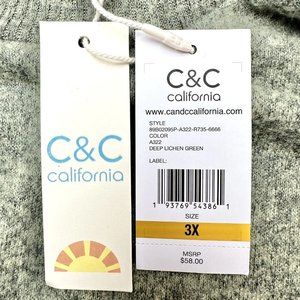 C&C
california
C&C
california
www.candccalifornia.com
STYLE
89B02095P-A322-R735-6666
COLOR
A322
DEEP LICHEN GREEN
LABEL:
1 93769 54386 1
SIZE
3X
MSRP
$58.00